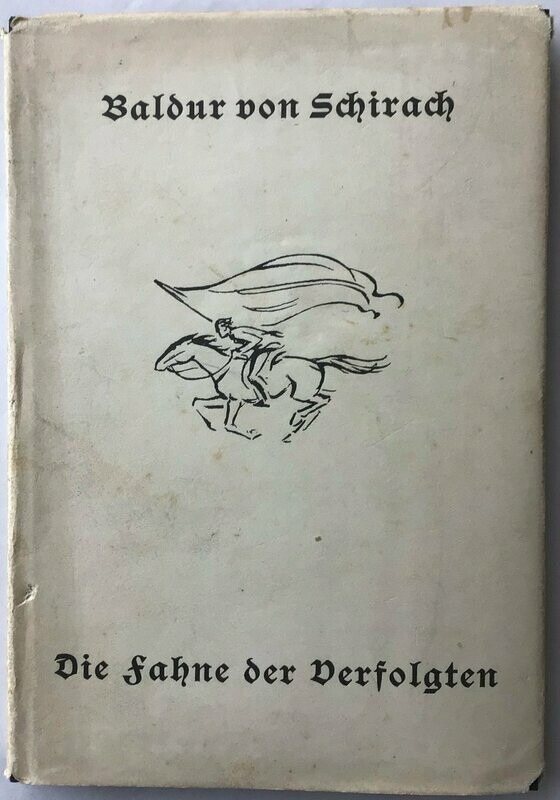 Baldur von Schirach
Die Fahne der Verfolgten